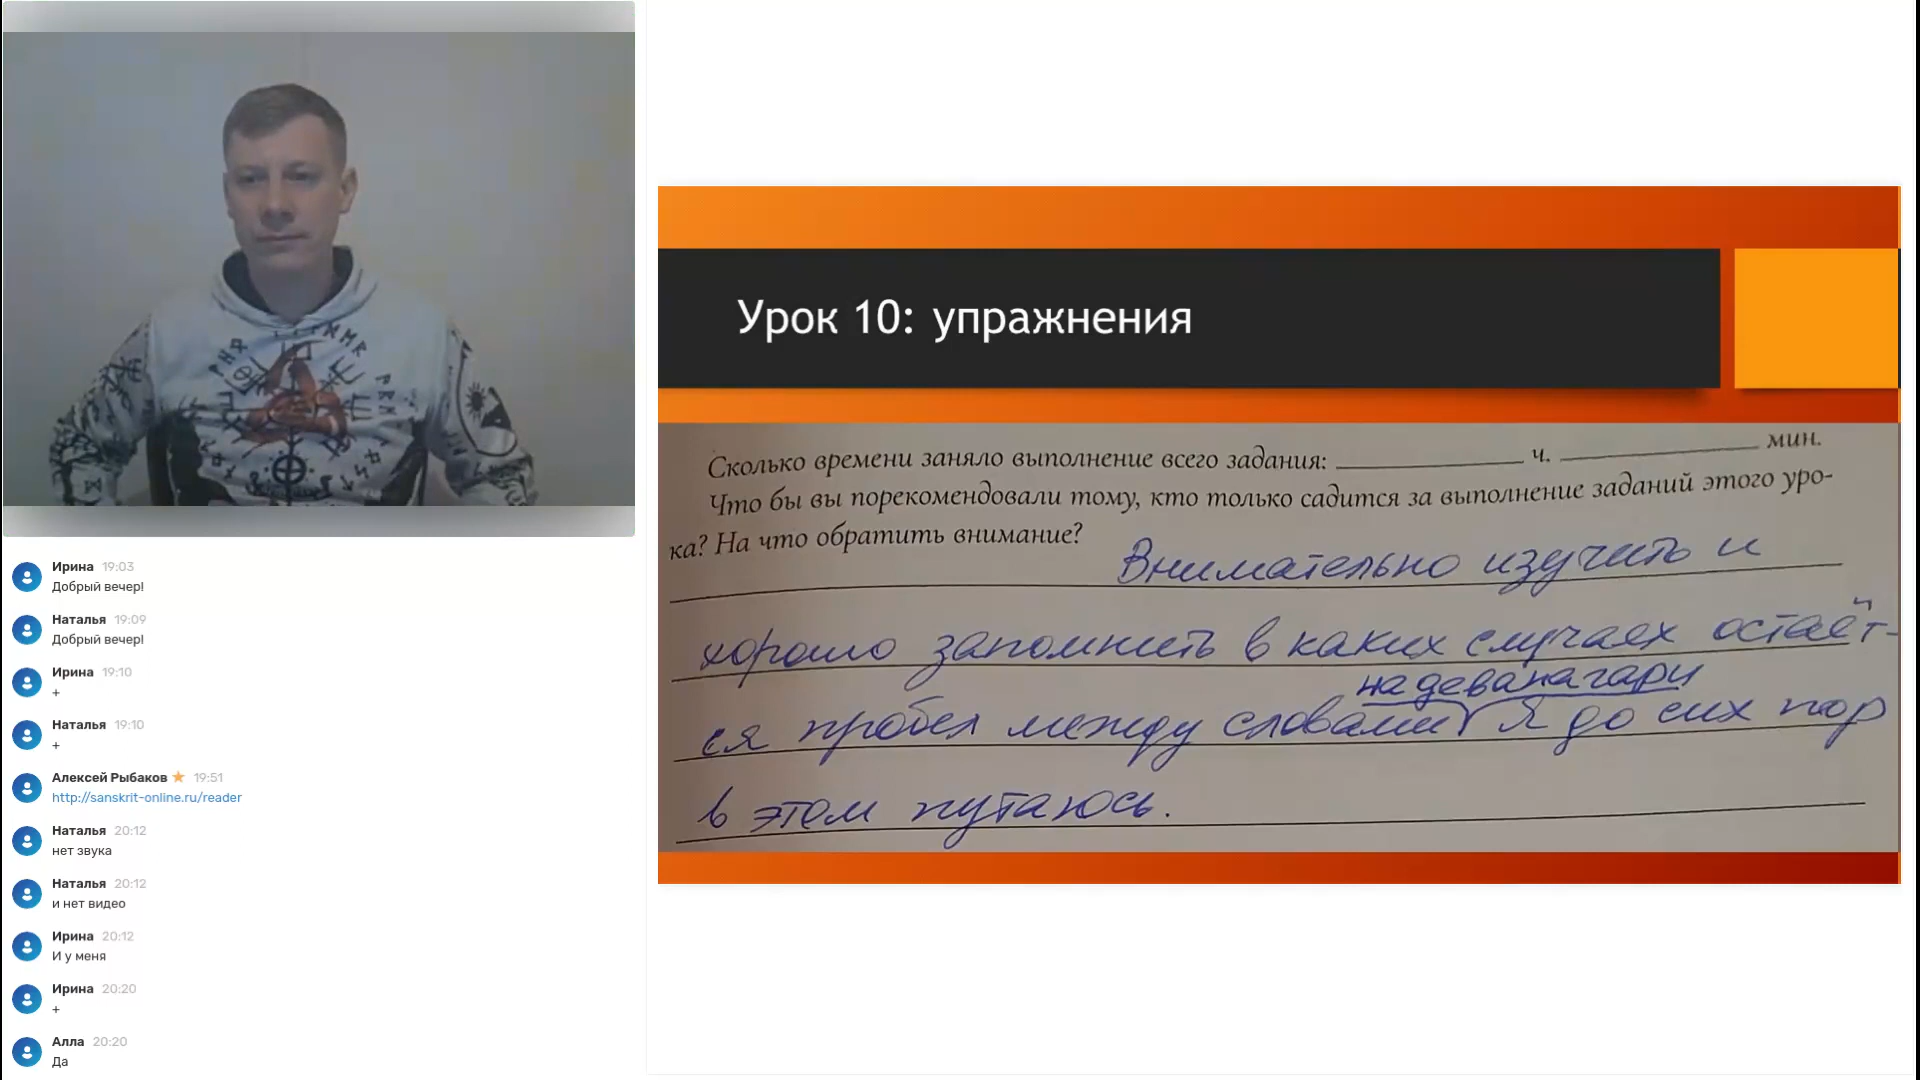 Ирина 19:03
Добрый вечер!
Наталья 19:09
Добрый вечер!
Ирина 19:10
+
Наталья 19:10
+
Алексей Рыбаков 19:51
http://sanskrit-online.ru/reader
Наталья 20:12
нет звука
Наталья 20:12
и нет видео
Ирина 20:12
И у меня
Ирина 20:20
+
Алла 20:20
Да
Урок 10: упражнения
Сколько времени заняло выполнение всего задания: ч. мин.
Что бы вы порекомендовали тому, кто только садится за выполнение заданий этого уро-
ка? На что обратить внимание?
Внимательно изучить и
хорошо запомнить в каких случаях остаёт-
на деванагари
ся пробел между словами Я до сих пор
в этом путаюсь.